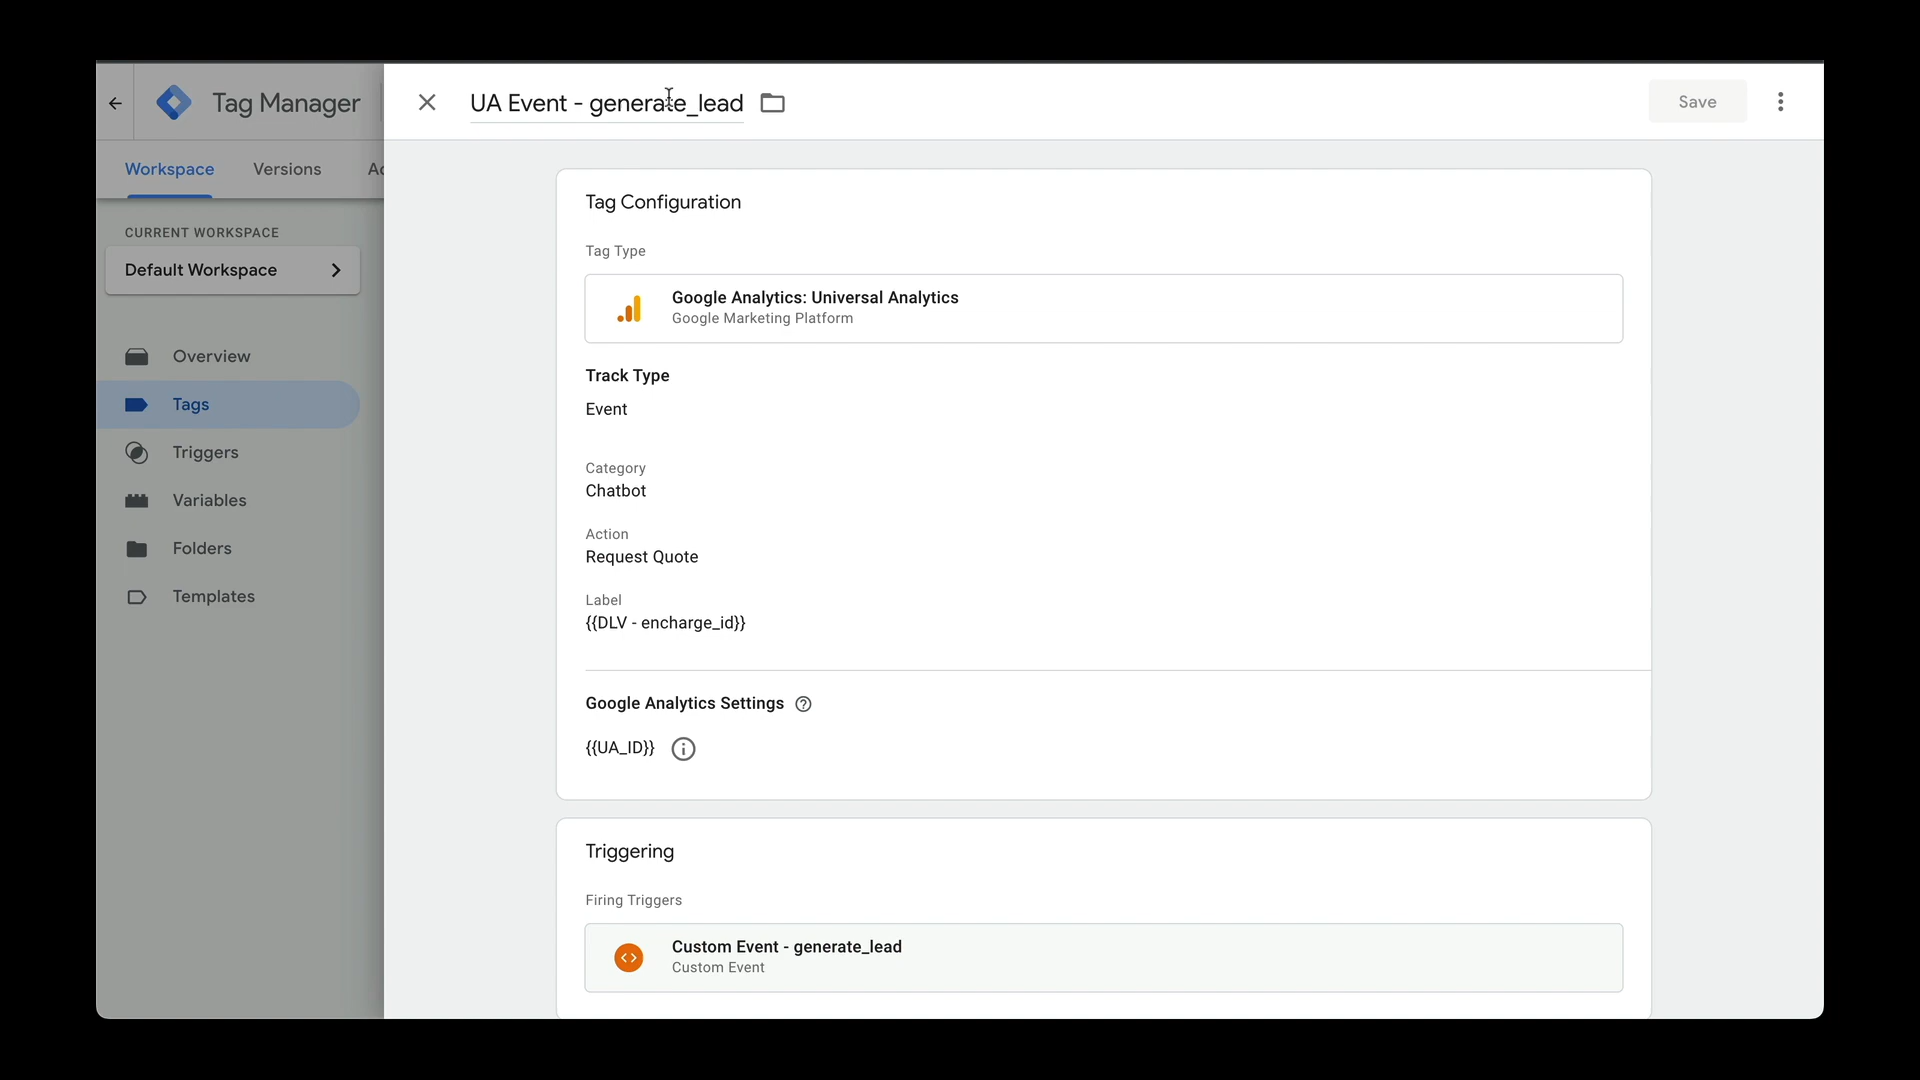 Tag Manager
UA Event - generate_lead
Save
Workspace
Versions
CURRENT WORKSPACE
Default Workspace
Overview
Tags
Triggers
Variables
Folders
Templates
Tag Configuration
Tag Type
Google Analytics: Universal Analytics
Google Marketing Platform
Track Type
Event
Category
Chatbot
Action
Request Quote
Label
{{DLV - encharge_id}}
Google Analytics Settings
{{UA_ID}}
Triggering
Firing Triggers
Custom Event - generate_lead
Custom Event